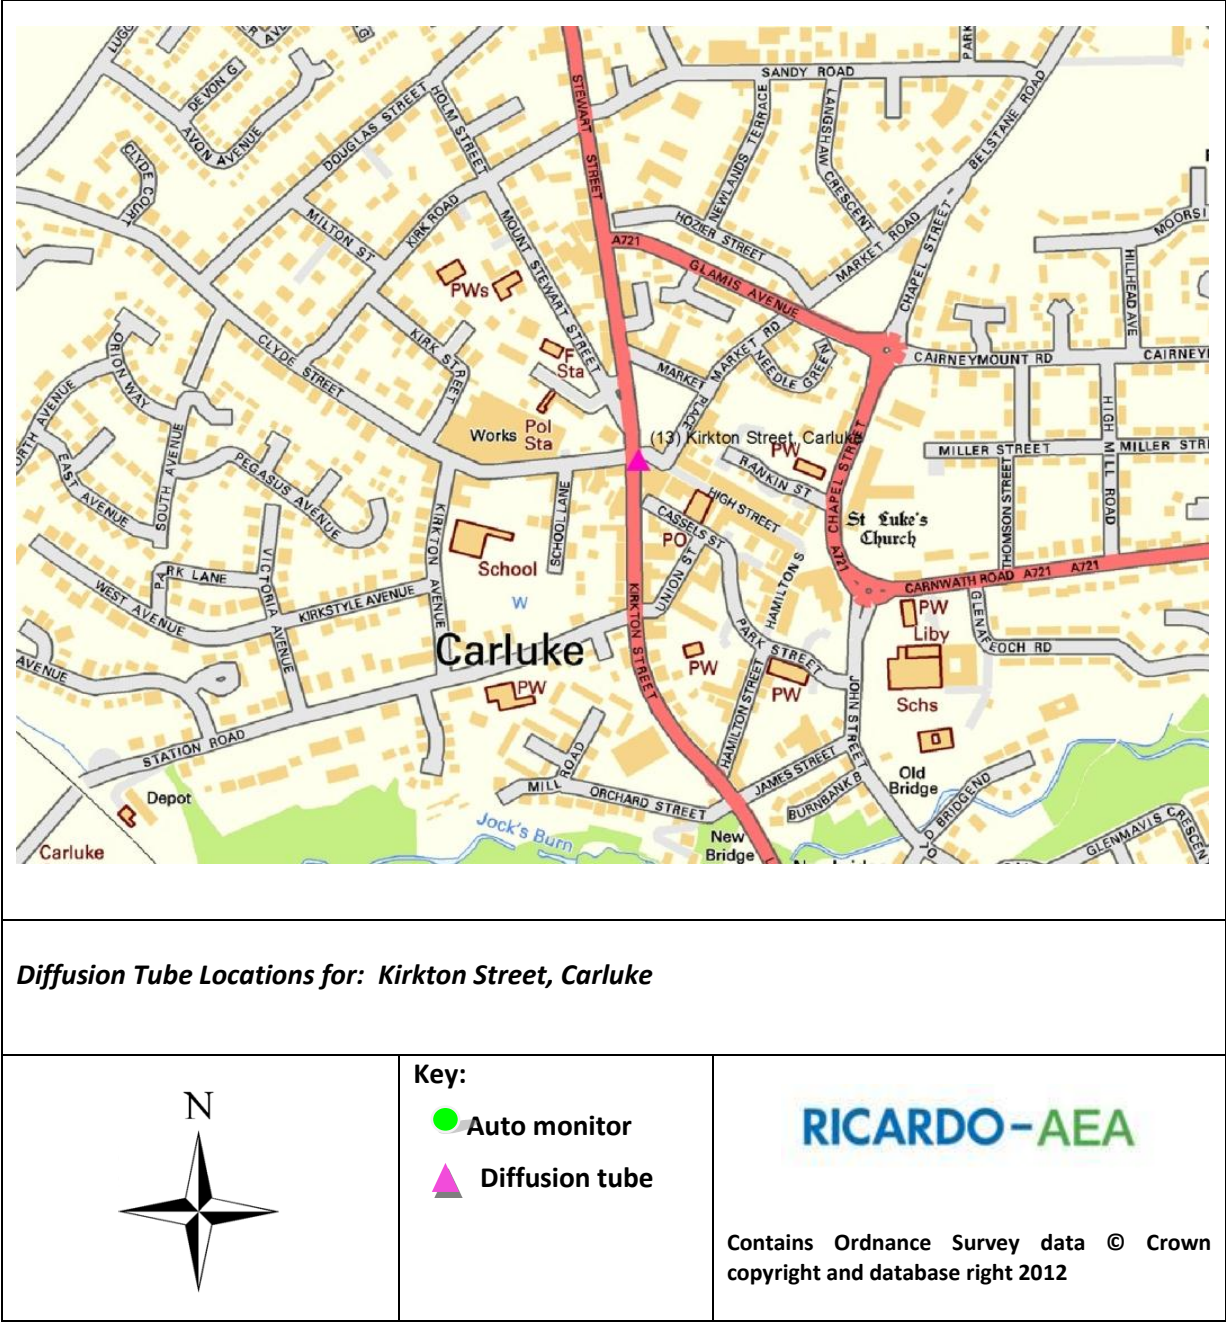 LUGG
AV
G
DEVON G
AVON AVENUE
CLYDE COURT
DOUGLAS STREET
HOLM STREET
STEWART STREET
SANDY ROAD
PARK
NEWLANDS TERRACE
LANGSHAW CRESCENT
BELSTANE ROAD
MILTON ST
KIRK ROAD
MOUNT STEWART STREET
A721
HOZIER STREET
MARKET ROAD
CHAPEL STREET
MOORSI
HILLHEAD AVE
PWs
GLAMIS AVENUE
CLYDE STREET
KIRK STREET
F Sta
MARKET PLACE
MARKET RD
NEEDLE GREEN
CAIRNEYMOUNT RD
CAIRNEY
ORION WAY
ORTH AVENUE
EAST AVENUE
SOUTH AVENUE
PEGASUS AVENUE
Works
Pol
Sta
(13) Kirkton Street, Carluke
PW
RANKIN ST
CHAPEL STREET
MILLER STREET
MILLER STR
HIGH MILL ROAD
THOMSON STREET
HIGH STREET
CASSELS ST
PO
St Luke's
Church
A721
SCHOOL LANE
School
W
KIRKTON AVENUE
VICTORIA AVENUE
PARK LANE
WEST AVENUE
KIRKSTYLE AVENUE
KIRKTON STREET
UNION ST
HAMILTON S
CARNWATH ROAD A721 A721
PW
Liby
GLENAFEOCH RD
Carluke
PARK STREET
PW
PW
PW
HAMILTON STREET
JOHN STREET
Schs
AVENUE
STATION ROAD
Depot
MILL ROAD
ORCHARD STREET
JAMES STREET
BURNBANK B
Old
Bridge
OLD BRIDGEND
GLENMAVIS CRESCEN
Jock's Burn
New
Bridge
Carluke
Diffusion Tube Locations for: Kirkton Street, Carluke
N
Key:
Auto monitor
Diffusion tube
RICARDO-AEA
Contains Ordnance Survey data © Crown
copyright and database right 2012